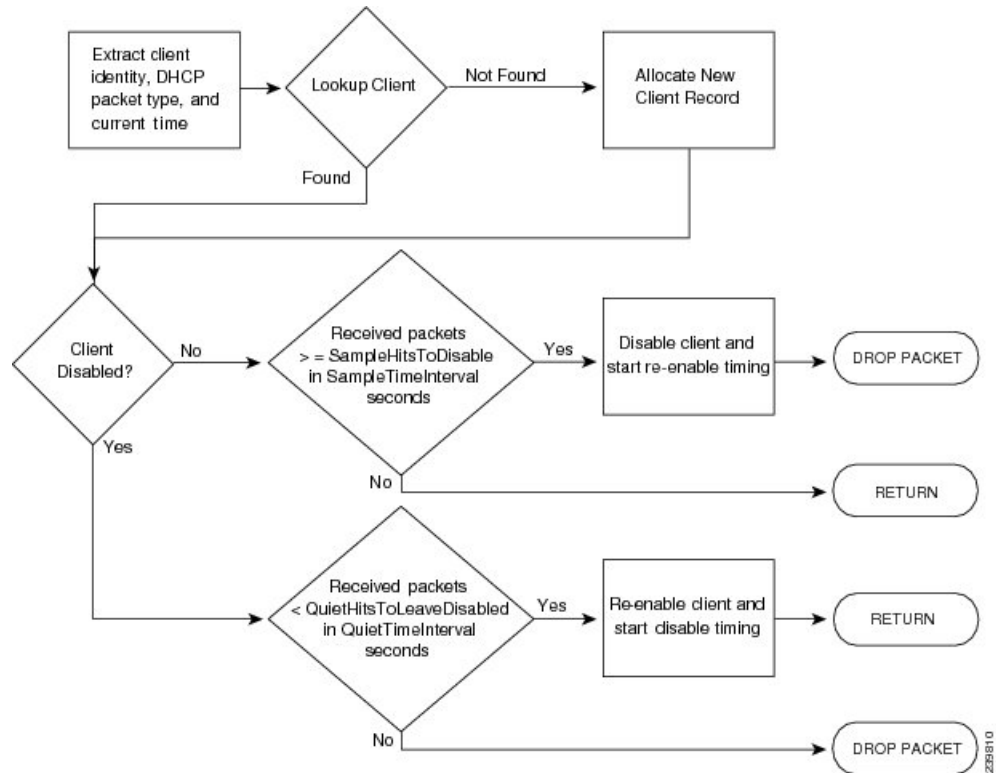 Extract client
identity, DHCP
packet type, and
current time
Lookup Client
Not Found
Allocate New
Client Record
Found
Client
Disabled?
No
Received packets
> = SampleHitsToDisable
in SampleTimeInterval
seconds
Yes
Disable client and
start re-enable timing
DROP PACKET
Yes
No
RETURN
Received packets
< QuietHitsToLeaveDisabled
in QuietTimeInterval
seconds
Yes
Re-enable client and
start disable timing
RETURN
No
DROP PACKET
239810